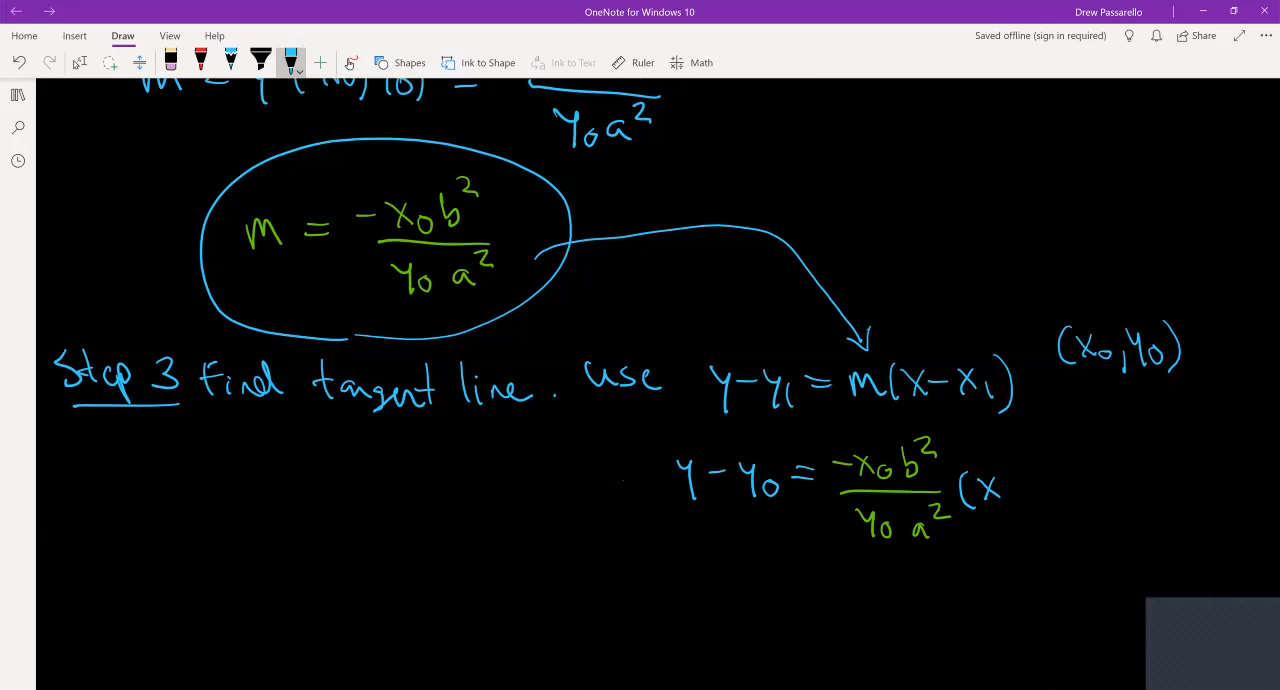 OneNote for Windows 10
Drew Passarello
Home Insert Draw View Help
Saved offline (sign in required)
Share
Shapes
Ink to Shape
Ink to Text
Ruler
Math
y₀a²
m = -x₀b² / y₀a²
(x₀, y₀)
Step 3 Find tangent line. Use y-y₁ = m(x-x₁)
y-y₀ = -x₀b² / y₀a² (x